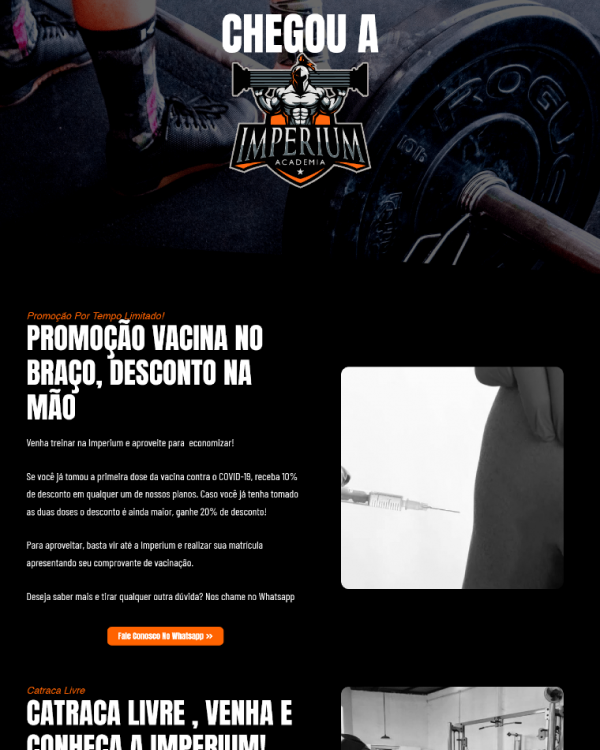 CHEGOU A
IMPERIUM
ACADEMIA
ROGUE
Promoção Por Tempo Limitado!
PROMOÇÃO VACINA NO
BRAÇO, DESCONTO NA
MÃO
Venha treinar na Imperium e aproveite para economizar!
Se você já tomou a primeira dose da vacina contra o COVID-19, receba 10%
de desconto em qualquer um de nossos planos. Caso você já tenha tomado
as duas doses o desconto é ainda maior, ganhe 20% de desconto!
Para aproveitar, basta vir até a Imperium e realizar sua matrícula
apresentando seu comprovante de vacinação.
Deseja saber mais e tirar qualquer outra dúvida? Nos chame no Whatsapp
Fale Conosco No Whatsapp >>
Catraca Livre
CATRACA LIVRE , VENHA E
CONHEÇA A IMPERIUM!